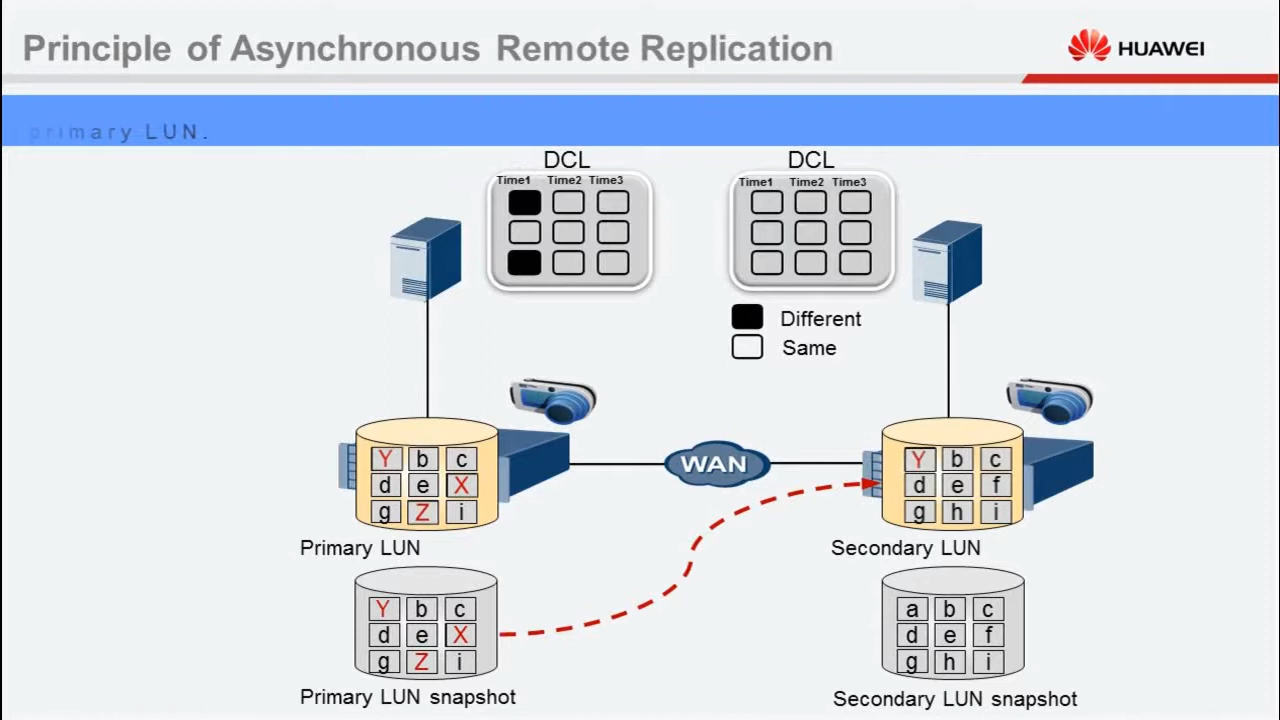 Principle of Asynchronous Remote Replication
HUAWEI
primary LUN.
DCL
Time1 Time2 Time3
DCL
Time1 Time2 Time3
Different
Same
WAN
Y b c
d e X
g Z i
Primary LUN
Y b c
d e f
g h i
Secondary LUN
Y b c
d e X
g Z i
Primary LUN snapshot
a b c
d e f
g h i
Secondary LUN snapshot